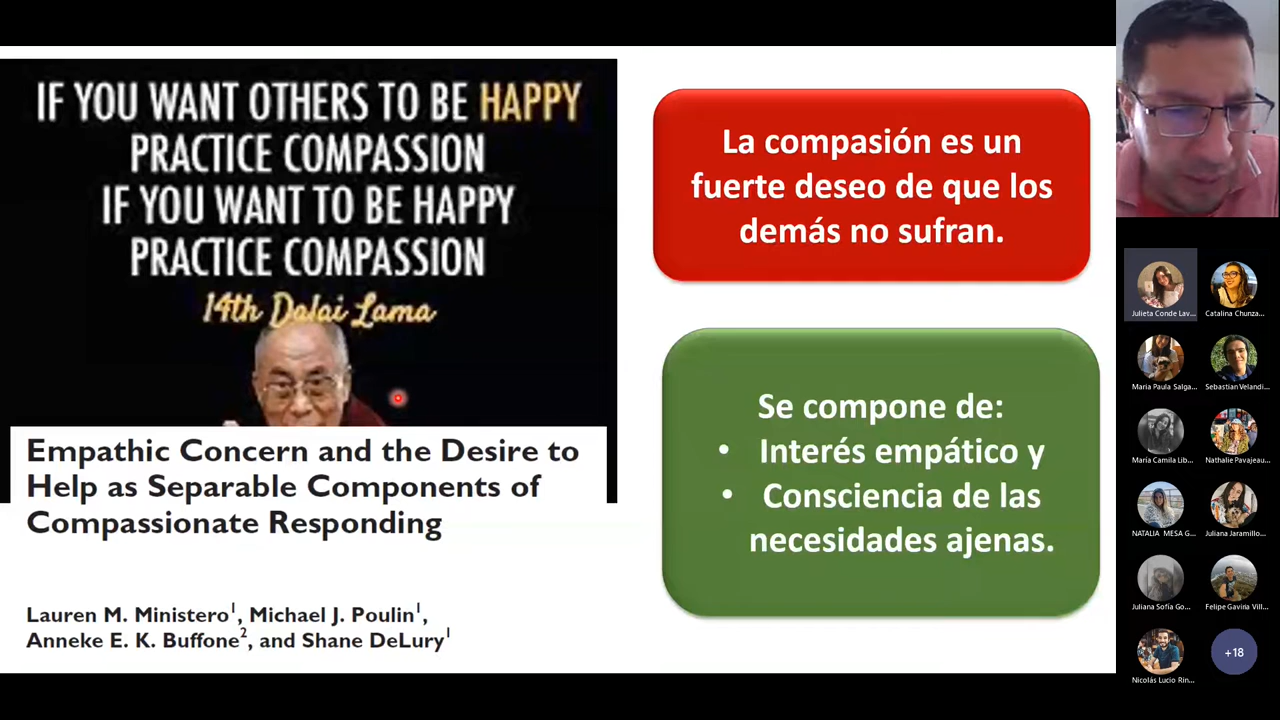 IF YOU WANT OTHERS TO BE HAPPY
PRACTICE COMPASSION
IF YOU WANT TO BE HAPPY
PRACTICE COMPASSION
14th Dalai Lama
Empathic Concern and the Desire to
Help as Separable Components of
Compassionate Responding
Lauren M. Ministero1, Michael J. Poulin1,
Anneke E. K. Buffone2, and Shane DeLury1
La compasión es un
fuerte deseo de que los
demás no sufran.
Se compone de:
• Interés empático y
• Consciencia de las
necesidades ajenas.
Julieta Conde Lav...
Catalina Chunza...
Maria Paula Salga...
Sebastian Velandi...
María Camila Lib...
Nathalie Pavajeau...
NATALIA MESA G...
Juliana Jaramillo...
Juliana Sofía Go...
Felipe Gaviria Vill...
Nicolás Lucio Rin...
+18